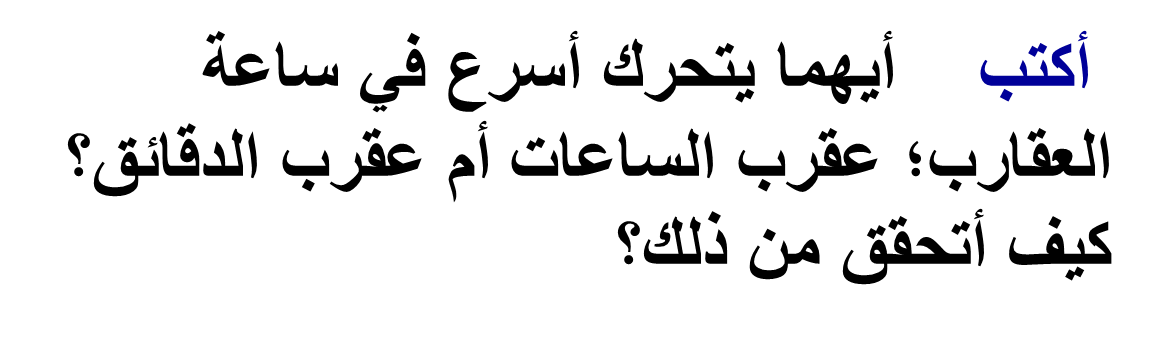 أكتب أيهما يتحرك أسرع في ساعة
العقارب؛ عقرب الساعات أم عقرب الدقائق؟
كيف أتحقق من ذلك؟